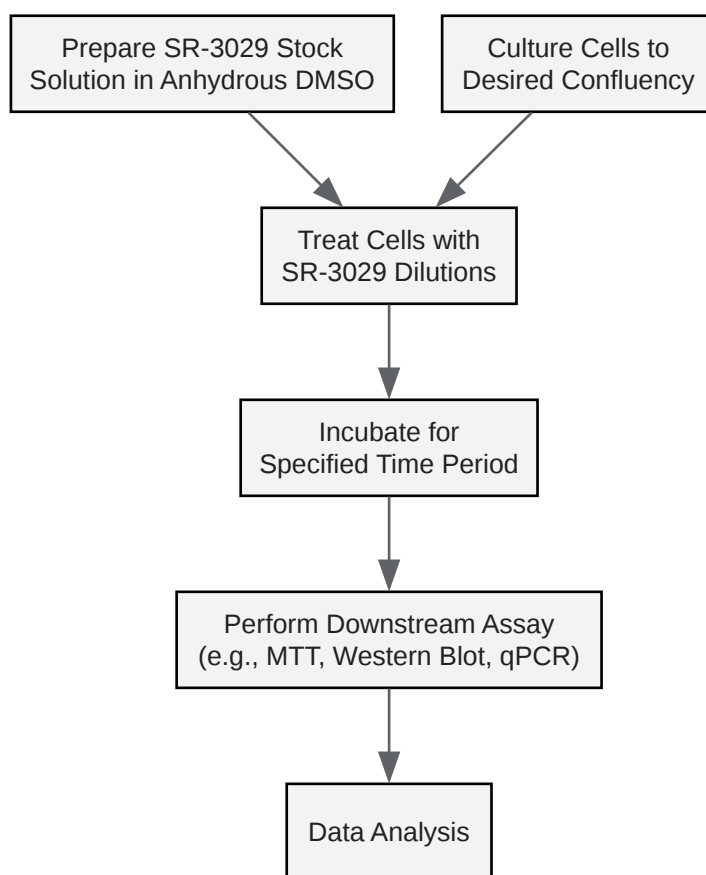 Prepare SR-3029 Stock
Solution in Anhydrous DMSO
Culture Cells to
Desired Confluency
Treat Cells with
SR-3029 Dilutions
Incubate for
Specified Time Period
Perform Downstream Assay
(e.g., MTT, Western Blot, qPCR)
Data Analysis